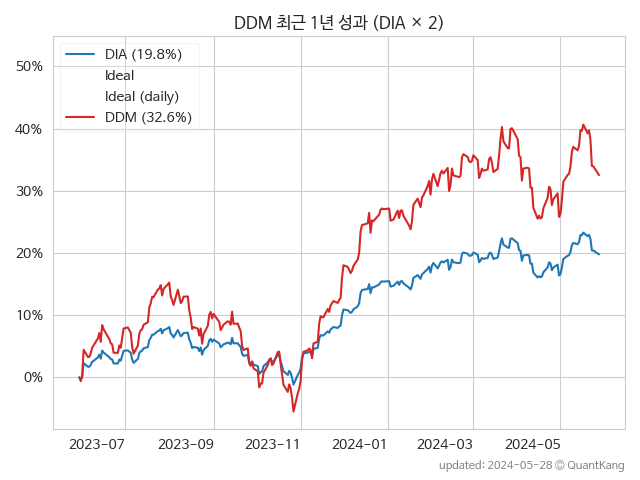 DDM 최근 1년 성과 (DIA × 2)
DIA (19.8%)
Ideal
Ideal (daily)
DDM (32.6%)
50%
40%
30%
20%
10%
0%
2023-07
2023-09
2023-11
2024-01
2024-03
2024-05
updated: 2024-05-28 © QuantKang